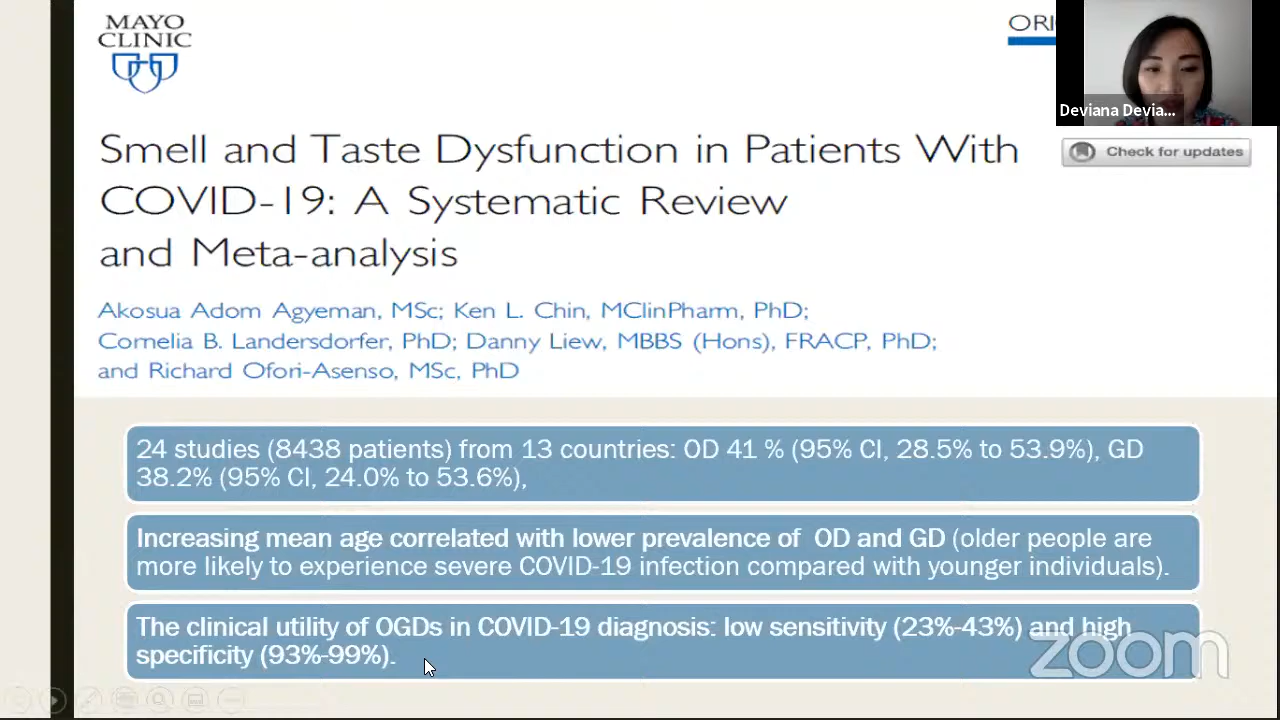 MAYO
CLINIC
ORI
Deviana Devia...
Check for updates
Smell and Taste Dysfunction in Patients With
COVID-19: A Systematic Review
and Meta-analysis
Akosua Adom Agyeman, MSc; Ken L. Chin, MClinPharm, PhD;
Cornelia B. Landersdorfer, PhD; Danny Liew, MBBS (Hons), FRACP, PhD;
and Richard Ofori-Asenso, MSc, PhD
24 studies (8438 patients) from 13 countries: OD 41 % (95% CI, 28.5% to 53.9%), GD
38.2% (95% CI, 24.0% to 53.6%),
Increasing mean age correlated with lower prevalence of OD and GD (older people are
more likely to experience severe COVID-19 infection compared with younger individuals).
The clinical utility of OGDs in COVID-19 diagnosis: low sensitivity (23%-43%) and high
specificity (93%-99%).
zoom